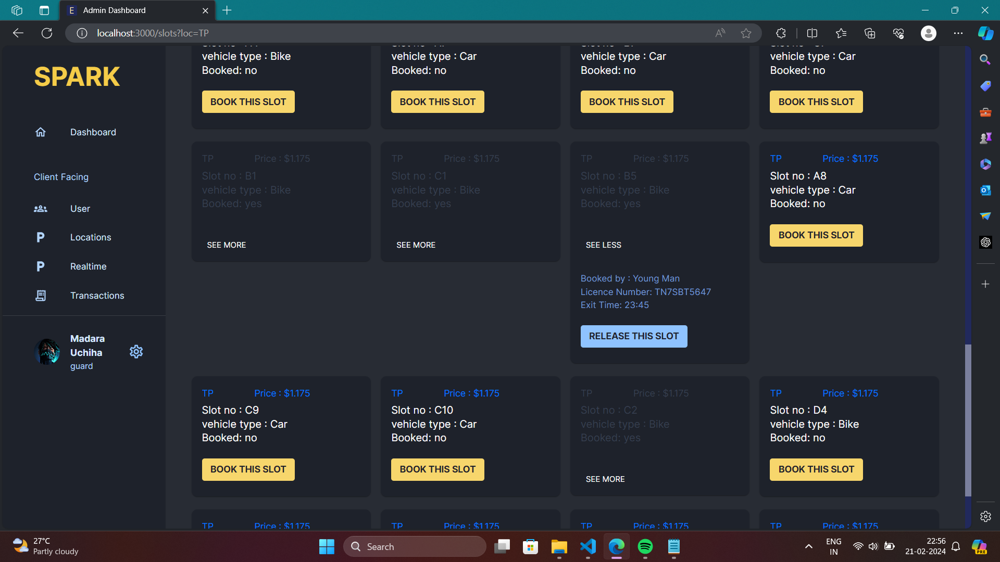 Admin Dashboard
localhost:3000/slots?loc=TP
SPARK
Dashboard
Client Facing
User
Locations
Realtime
Transactions
Madara
Uchiha
guard
vehicle type : Bike
Booked: no
BOOK THIS SLOT
vehicle type : Car
Booked: no
BOOK THIS SLOT
vehicle type : Car
Booked: no
BOOK THIS SLOT
vehicle type : Car
Booked: no
BOOK THIS SLOT
TP Price : $1.175
Slot no : B1
vehicle type : Bike
Booked: yes
SEE MORE
TP Price : $1.175
Slot no : C1
vehicle type : Bike
Booked: yes
SEE MORE
TP Price : $1.175
Slot no : B5
vehicle type : Bike
Booked: yes
SEE LESS
Booked by : Young Man
Licence Number: TN7SBT5647
Exit Time: 23:45
RELEASE THIS SLOT
TP Price : $1.175
Slot no : A8
vehicle type : Car
Booked: no
BOOK THIS SLOT
TP Price : $1.175
Slot no : C9
vehicle type : Car
Booked: no
BOOK THIS SLOT
TP Price : $1.175
Slot no : C10
vehicle type : Car
Booked: no
BOOK THIS SLOT
TP Price : $1.175
Slot no : C2
vehicle type : Bike
Booked: yes
SEE MORE
TP Price : $1.175
Slot no : D4
vehicle type : Bike
Booked: no
BOOK THIS SLOT
TP Price : $1.175
TP Price : $1.175
TP Price : $1.175
TP Price : $1.175
27°C
Partly cloudy
Search
ENG
IN
22:56
21-02-2024
PRE